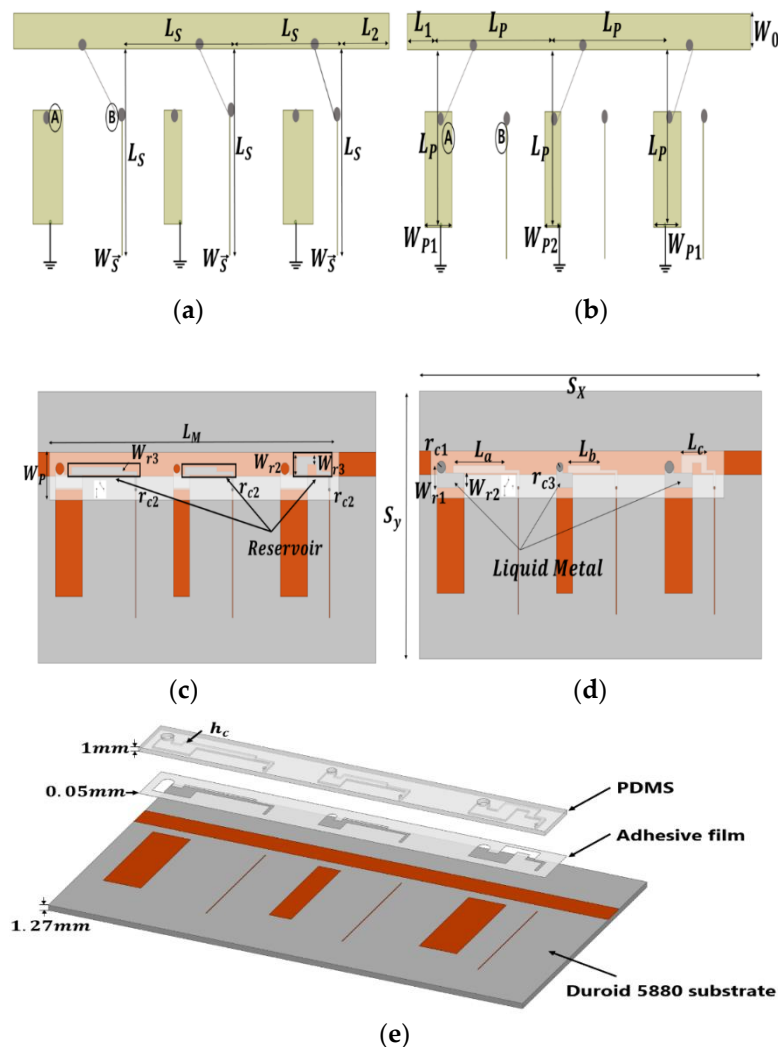 L_S L_S L_2
A B A B
L_S L_S L_S
W_S W_S W_S
(a)
L_1 L_P L_P W_0
L_P L_P L_P
W_P1 W_P2 W_P1
(b)
L_M
W_P W_r3 W_r2 W_r3
r_c2 r_c2 r_c2
Reservoir
(c)
S_X
r_c1 L_a L_b L_c
W_r1 W_r2 r_c3
S_y
Liquid Metal
(d)
h_c
1mm
PDMS
0.05mm
Adhesive film
1.27mm
Duroid 5880 substrate
(e)